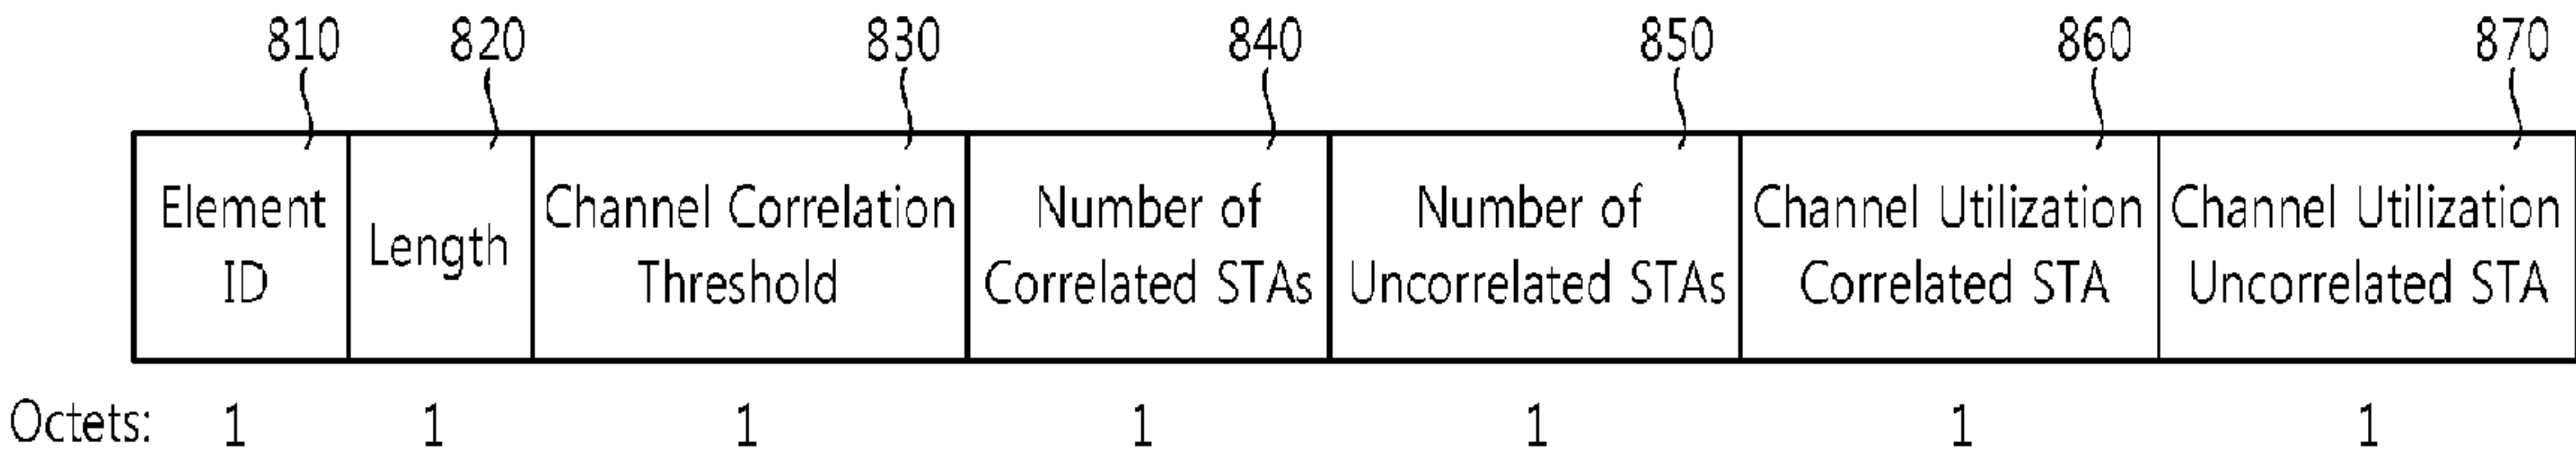 810 820 830 840 850 860 870
Element ID
Length
Channel Correlation Threshold
Number of Correlated STAs
Number of Uncorrelated STAs
Channel Utilization Correlated STA
Channel Utilization Uncorrelated STA
Octets: 1 1 1 1 1 1 1